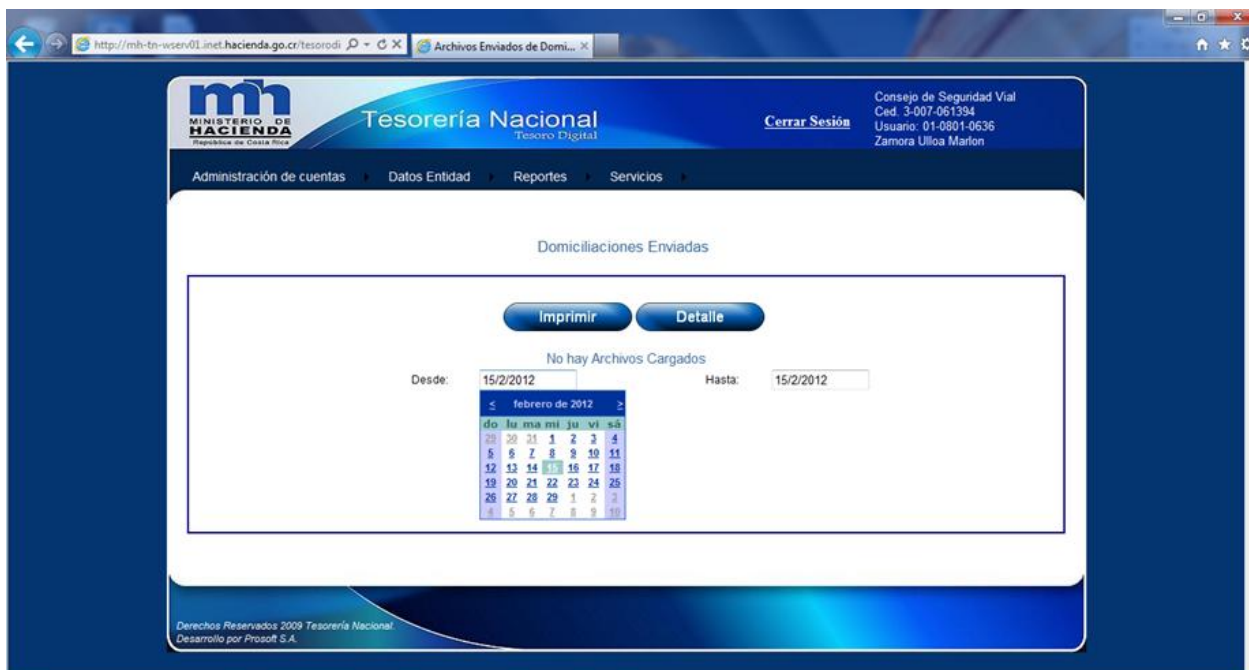 http://mh-tn-wserv01.inet.hacienda.go.cr/tesorodi
Archivos Enviados de Domi...
MINISTERIO DE
HACIENDA
República de Costa Rica
Tesorería Nacional
Tesoro Digital
Cerrar Sesión
Consejo de Seguridad Vial
Ced. 3-007-061394
Usuario: 01-0801-0636
Zamora Ulloa Marlon
Administración de cuentas Datos Entidad Reportes Servicios
Domiciliaciones Enviadas
Imprimir Detalle
No hay Archivos Cargados
Desde: 15/2/2012 Hasta: 15/2/2012
< febrero de 2012 >
do lu ma mi ju vi sá
29 30 31 1 2 3 4
5 6 7 8 9 10 11
12 13 14 15 16 17 18
19 20 21 22 23 24 25
26 27 28 29 1 2 3
4 5 6 7 8 9 10
Derechos Reservados 2009 Tesorería Nacional.
Desarrollo por Prosoft S.A.